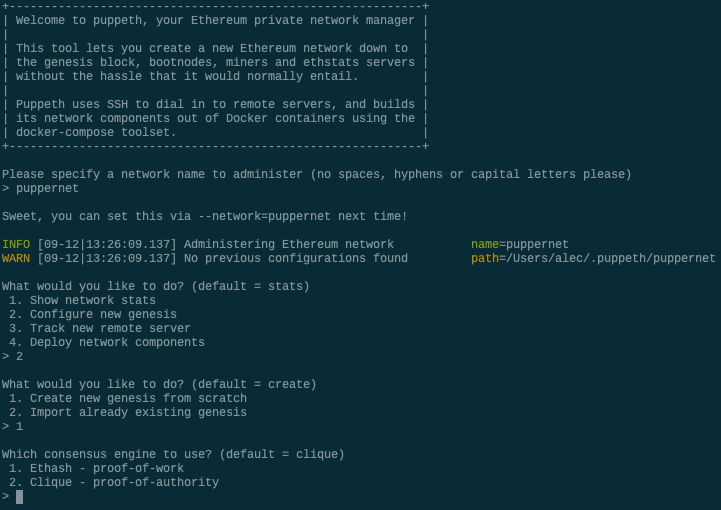 +-----------------------------------------------------------+
| Welcome to puppeth, your Ethereum private network manager |
|                                                           |
| This tool lets you create a new Ethereum network down to  |
| the genesis block, bootnodes, miners and ethstats servers |
| without the hassle that it would normally entail.         |
|                                                           |
| Puppeth uses SSH to dial in to remote servers, and builds |
| its network components out of Docker containers using the |
| docker-compose toolset.                                   |
+-----------------------------------------------------------+

Please specify a network name to administer (no spaces, hyphens or capital letters please)
> puppernet

Sweet, you can set this via --network=puppernet next time!

INFO [09-12|13:26:09.137] Administering Ethereum network           name=puppernet
WARN [09-12|13:26:09.137] No previous configurations found         path=/Users/alec/.puppeth/puppernet

What would you like to do? (default = stats)
 1. Show network stats
 2. Configure new genesis
 3. Track new remote server
 4. Deploy network components
> 2

What would you like to do? (default = create)
 1. Create new genesis from scratch
 2. Import already existing genesis
> 1

Which consensus engine to use? (default = clique)
 1. Ethash - proof-of-work
 2. Clique - proof-of-authority
>